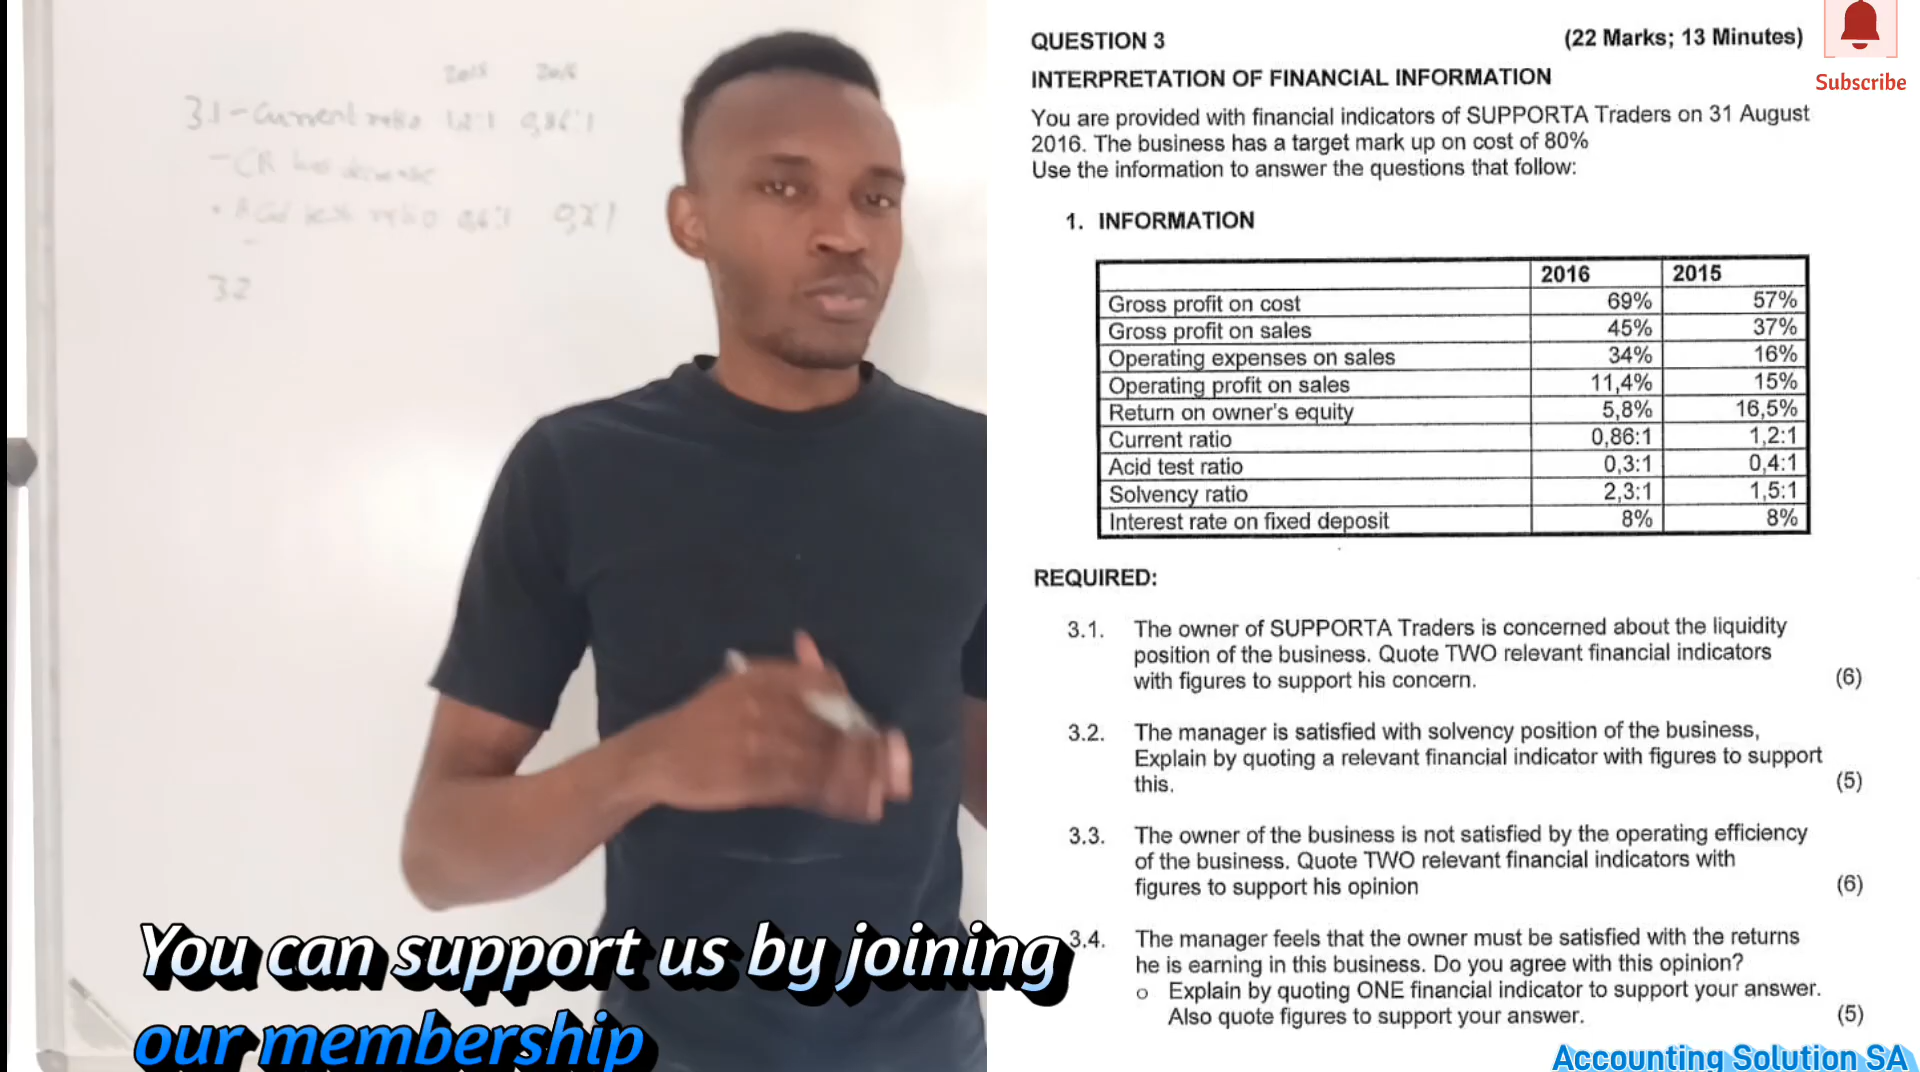 2015 2016
3.1 - Current ratio 1,2:1 0,86:1
- CR has decrease
• Acid test ratio
3.2
You can support us by joining
our membership
QUESTION 3 (22 Marks; 13 Minutes)
Subscribe
INTERPRETATION OF FINANCIAL INFORMATION
You are provided with financial indicators of SUPPORTA Traders on 31 August
2016. The business has a target mark up on cost of 80%
Use the information to answer the questions that follow:
1. INFORMATION
2016 2015
Gross profit on cost 69% 57%
Gross profit on sales 45% 37%
Operating expenses on sales 34% 16%
Operating profit on sales 11,4% 15%
Return on owner's equity 5,8% 16,5%
Current ratio 0,86:1 1,2:1
Acid test ratio 0,3:1 0,4:1
Solvency ratio 2,3:1 1,5:1
Interest rate on fixed deposit 8% 8%
REQUIRED:
3.1. The owner of SUPPORTA Traders is concerned about the liquidity
position of the business. Quote TWO relevant financial indicators
with figures to support his concern. (6)
3.2. The manager is satisfied with solvency position of the business,
Explain by quoting a relevant financial indicator with figures to support
this. (5)
3.3. The owner of the business is not satisfied by the operating efficiency
of the business. Quote TWO relevant financial indicators with
figures to support his opinion (6)
3.4. The manager feels that the owner must be satisfied with the returns
he is earning in this business. Do you agree with this opinion?
o Explain by quoting ONE financial indicator to support your answer.
Also quote figures to support your answer. (5)
Accounting Solution SA